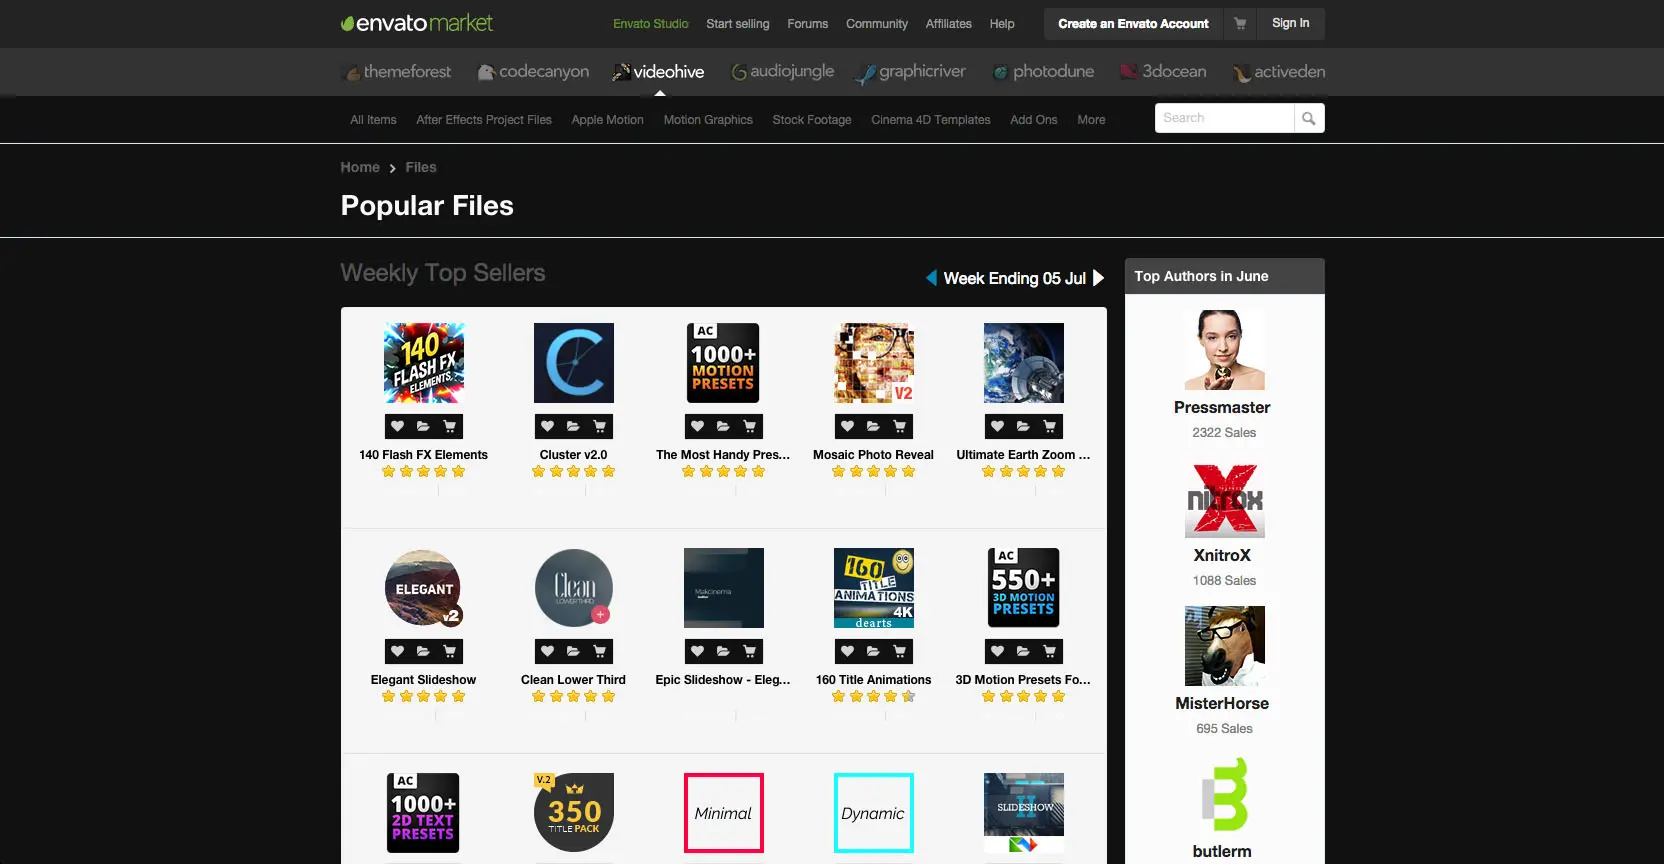 envatomarket
Envato Studio Start selling Forums Community Affiliates Help Create an Envato Account Sign In
themeforest codecanyon videohive audiojungle graphicriver photodune 3docean activeden
All Items After Effects Project Files Apple Motion Motion Graphics Stock Footage Cinema 4D Templates Add Ons More Search
Home > Files
Popular Files
Weekly Top Sellers
Week Ending 05 Jul
140
FLASH FX
ELEMENTS
C
AC
1000+
MOTION
PRESETS
V2
140 Flash FX Elements Cluster v2.0 The Most Handy Pres... Mosaic Photo Reveal Ultimate Earth Zoom ...
ELEGANT
v2
Clean
LOWER THIRD
+
Makcinema
160
TITLE
ANIMATIONS
4K
dearts
AC
550+
3D MOTION
PRESETS
Elegant Slideshow Clean Lower Third Epic Slideshow - Eleg... 160 Title Animations 3D Motion Presets Fo...
AC
1000+
2D TEXT
PRESETS
V.2
350
TITLE PACK
Minimal
Dynamic
II
SLIDESHOW
Top Authors in June
Pressmaster
2322 Sales
nitrox
XnitroX
1088 Sales
MisterHorse
695 Sales
butlerm